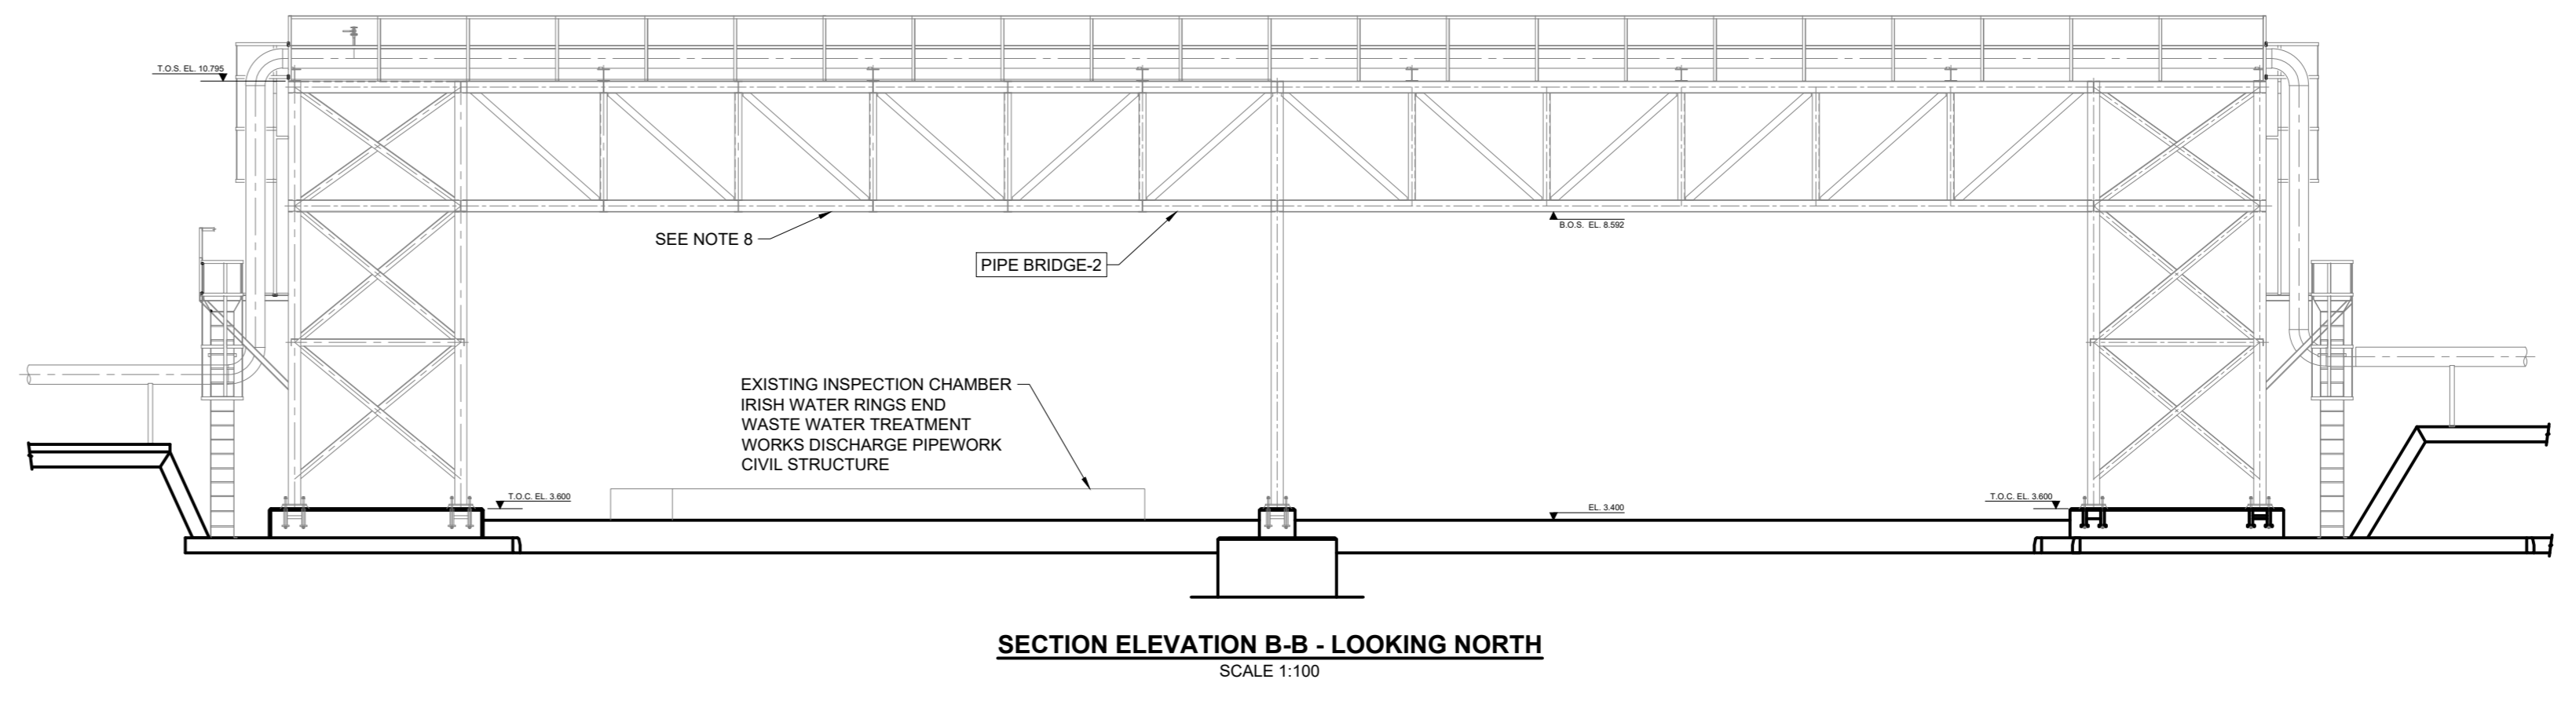 T.O.S. EL. 10.795
SEE NOTE 8
B.O.S. EL. 8.592
PIPE BRIDGE-2
EXISTING INSPECTION CHAMBER
IRISH WATER RINGS END
WASTE WATER TREATMENT
WORKS DISCHARGE PIPEWORK
CIVIL STRUCTURE
T.O.C. EL. 3.600
EL. 3.400
T.O.C. EL. 3.600
SECTION ELEVATION B-B - LOOKING NORTH
SCALE 1:100